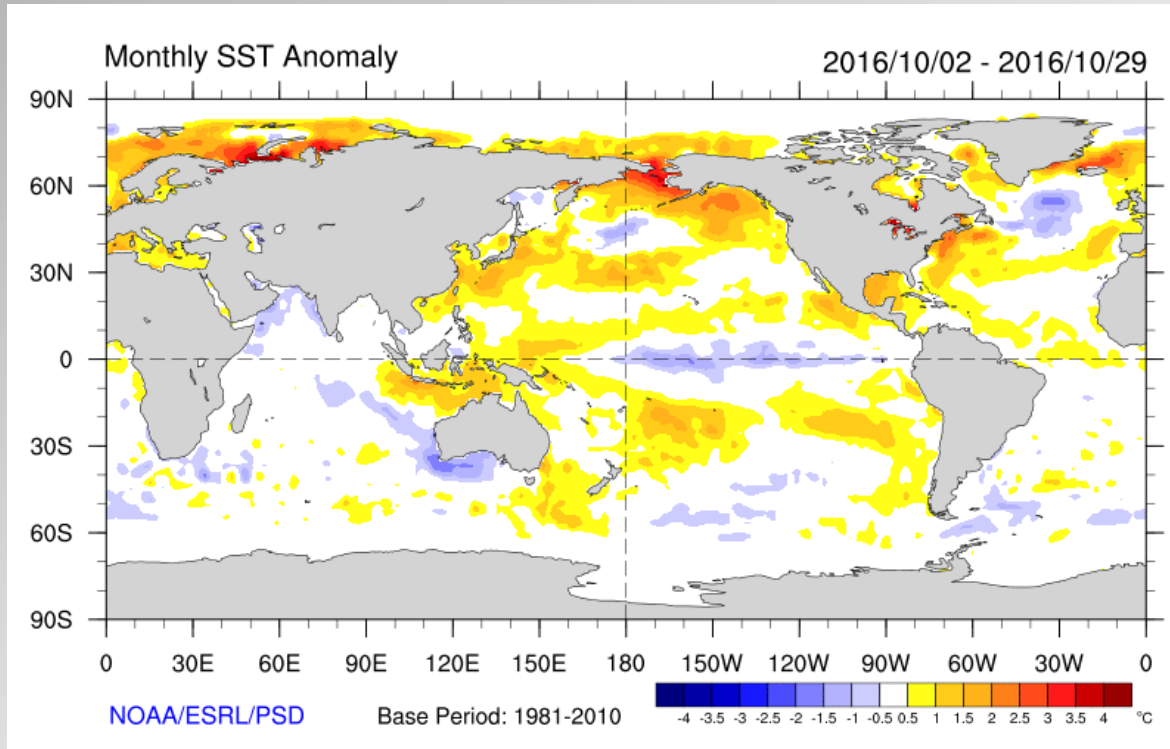 Monthly SST Anomaly
2016/10/02 - 2016/10/29
90N
60N
30N
0
30S
60S
90S
0 30E 60E 90E 120E 150E 180 150W 120W 90W 60W 30W 0
-4 -3.5 -3 -2.5 -2 -1.5 -1 -0.5 0.5 1 1.5 2 2.5 3 3.5 4 °C
NOAA/ESRL/PSD
Base Period: 1981-2010